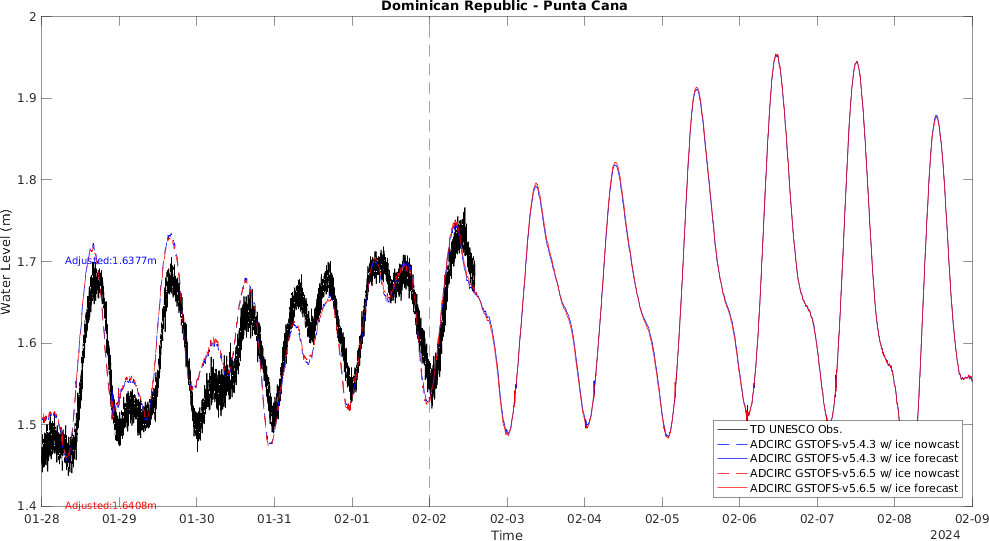 Dominican Republic - Punta Cana
2
1.9
1.8
1.7
1.6
1.5
1.4
Water Level (m)
Adjusted:1.6377m
Adjusted:1.6408m
TD UNESCO Obs.
ADCIRC GSTOFS-v5.4.3 w/ ice nowcast
ADCIRC GSTOFS-v5.4.3 w/ ice forecast
ADCIRC GSTOFS-v5.6.5 w/ ice nowcast
ADCIRC GSTOFS-v5.6.5 w/ ice forecast
01-28 01-29 01-30 01-31 02-01 02-02 02-03 02-04 02-05 02-06 02-07 02-08 02-09
Time
2024